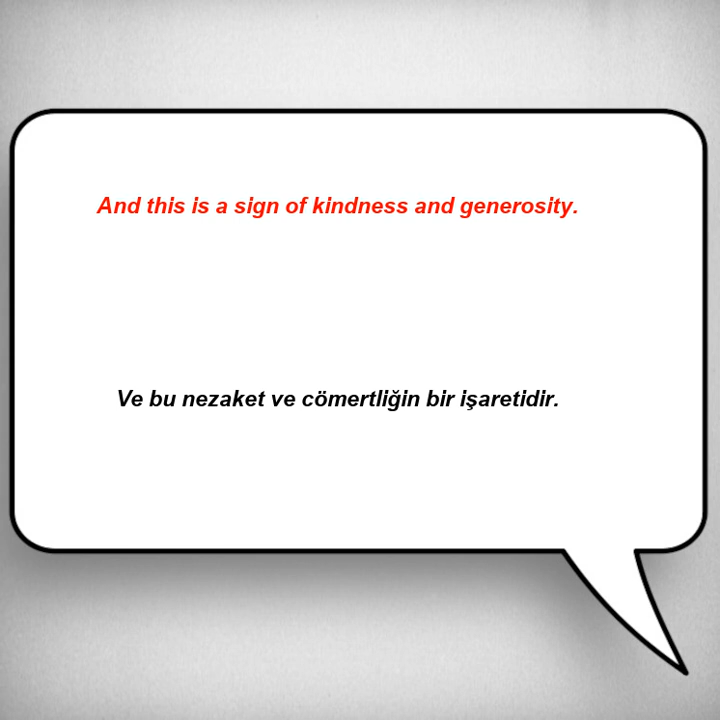 And this is a sign of kindness and generosity.
Ve bu nezaket ve cömertliğin bir işaretidir.